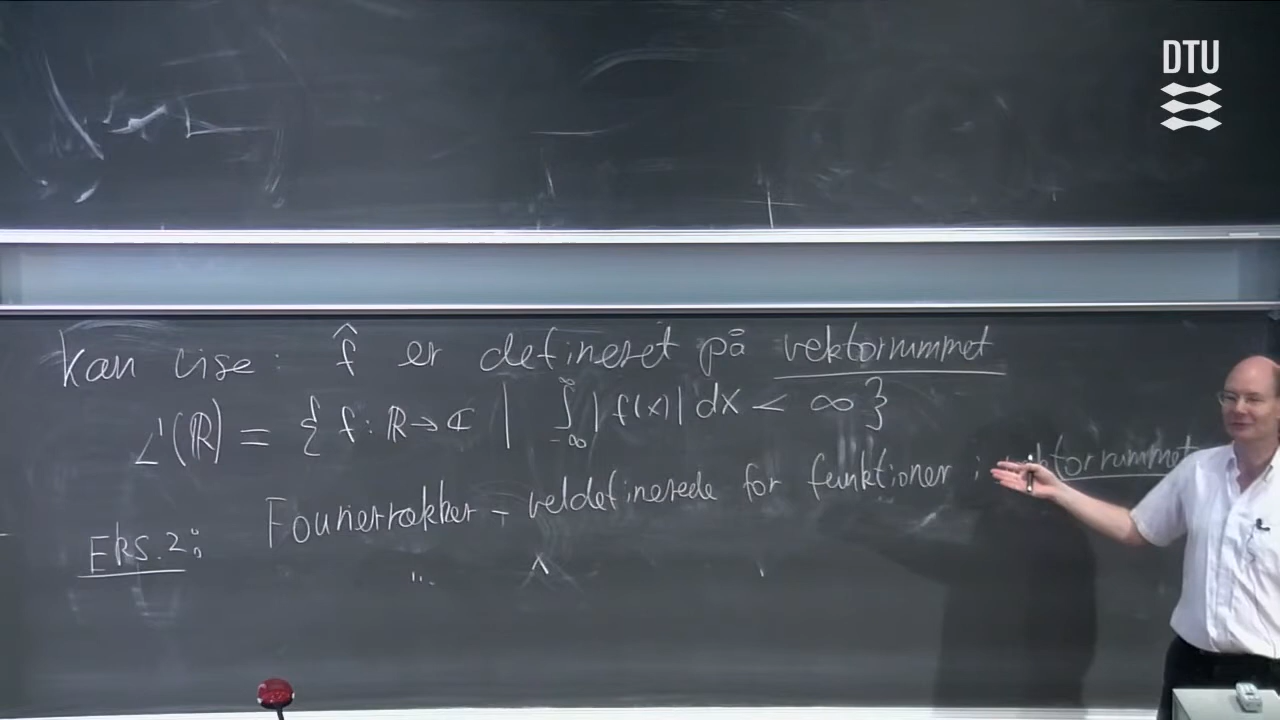 DTU
kan vise: f̂ er defineret på vektorrummet
L¹(ℝ) = { f: ℝ → ℂ | ∫_{-∞}^{∞} |f(x)| dx < ∞ }
EKS. 2: Fourierrækker - veldefinerede for funktioner i vektorrummet